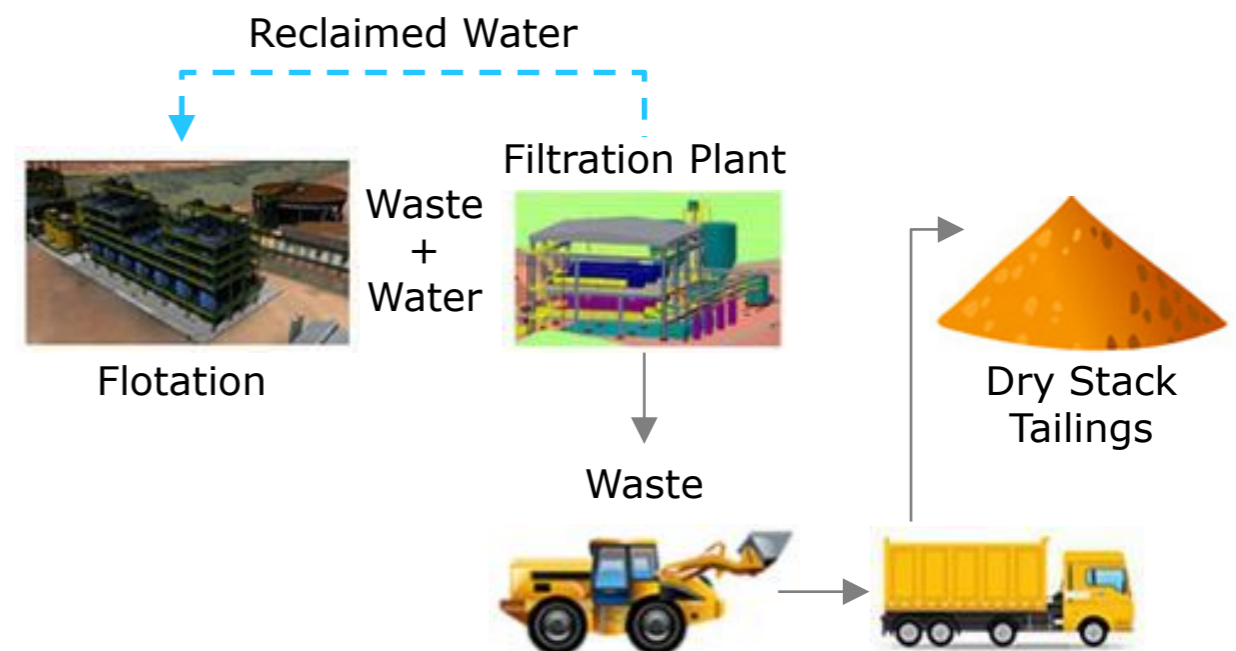 Reclaimed Water
Filtration Plant
Waste
+
Water
Flotation
Dry Stack
Tailings
Waste